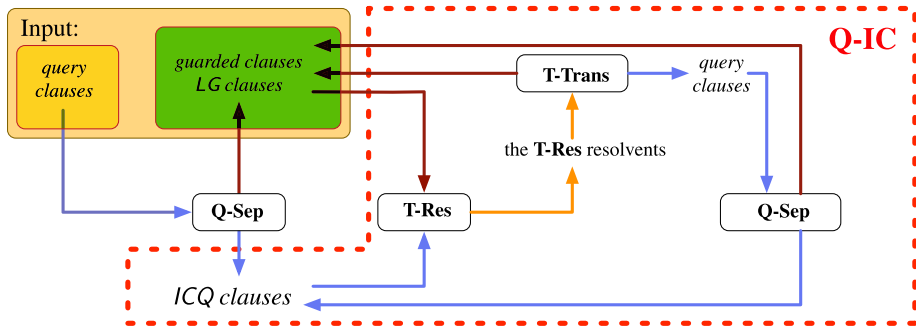 Input:
Q-IC
query
clauses
guarded clauses
LG clauses
T-Trans
query
clauses
the T-Res resolvents
Q-Sep
T-Res
Q-Sep
ICQ clauses